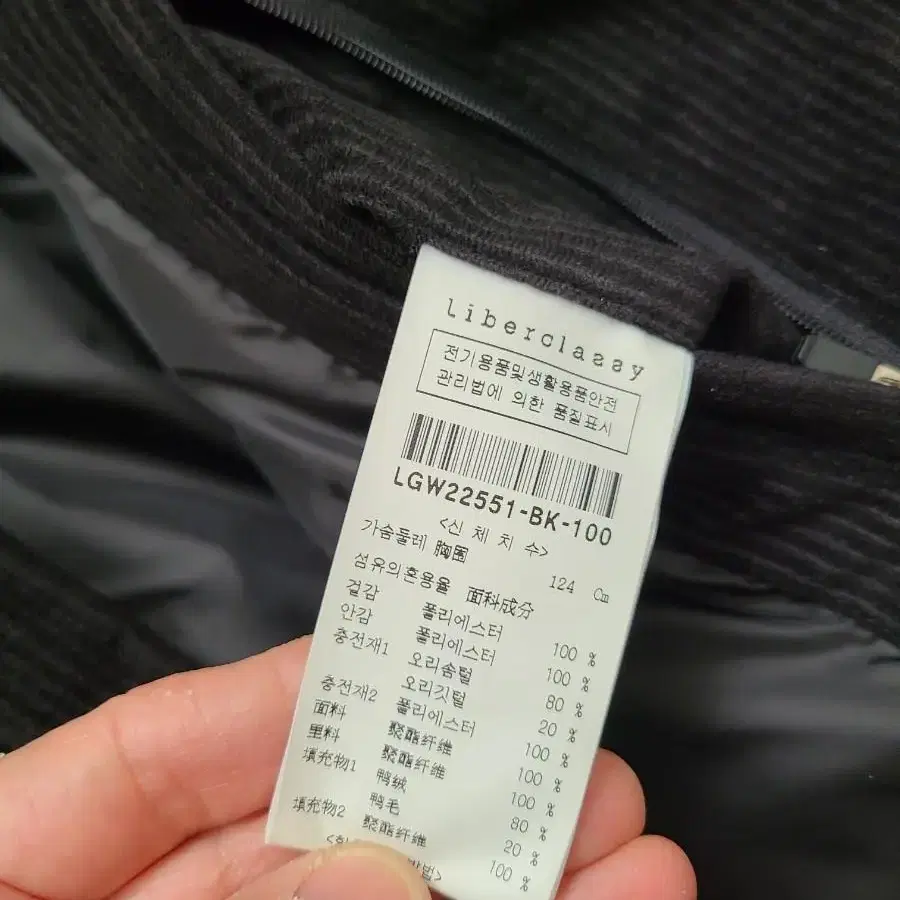 Liberclassy
전기용품및생활용품안전
관리법에 의한 품질표시
LGW22551-BK-100
<신 체 치 수>
가슴둘레 胸围 124 Cm
섬유의혼용율 面料成分
겉감 폴리에스터 100 %
안감 폴리에스터 100 %
충전재1 오리솜털 80 %
오리깃털 20 %
충전재2 폴리에스터 100 %
面料 聚酯纤维 100 %
里料 聚酯纤维 100 %
填充物1 鸭绒 80 %
鸭毛 20 %
填充物2 聚酯纤维 100 %